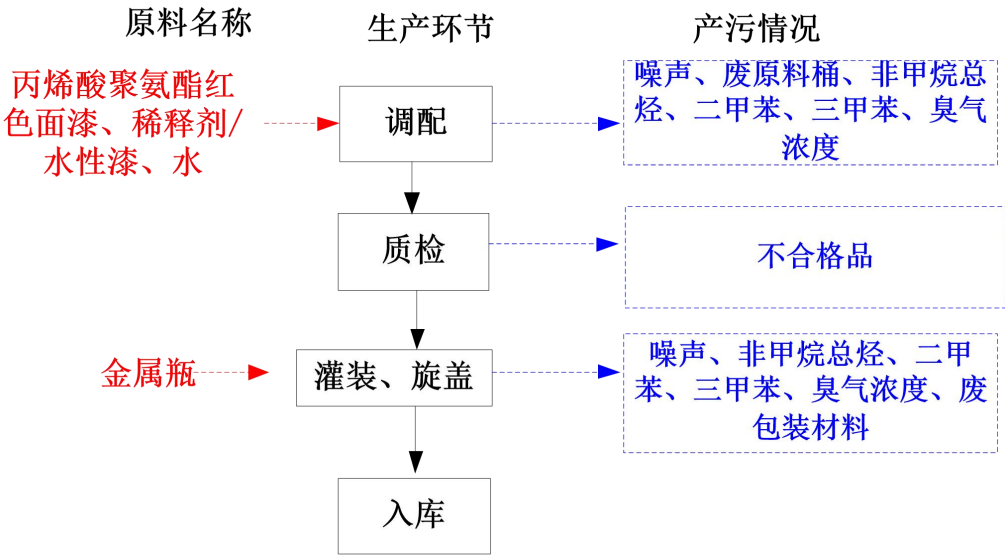 原料名称
生产环节
产污情况
丙烯酸聚氨酯红
色面漆、稀释剂/
水性漆、水
调配
噪声、废原料桶、非甲烷总
烃、二甲苯、三甲苯、臭气
浓度
质检
不合格品
金属瓶
灌装、旋盖
噪声、非甲烷总烃、二甲
苯、三甲苯、臭气浓度、废
包装材料
入库